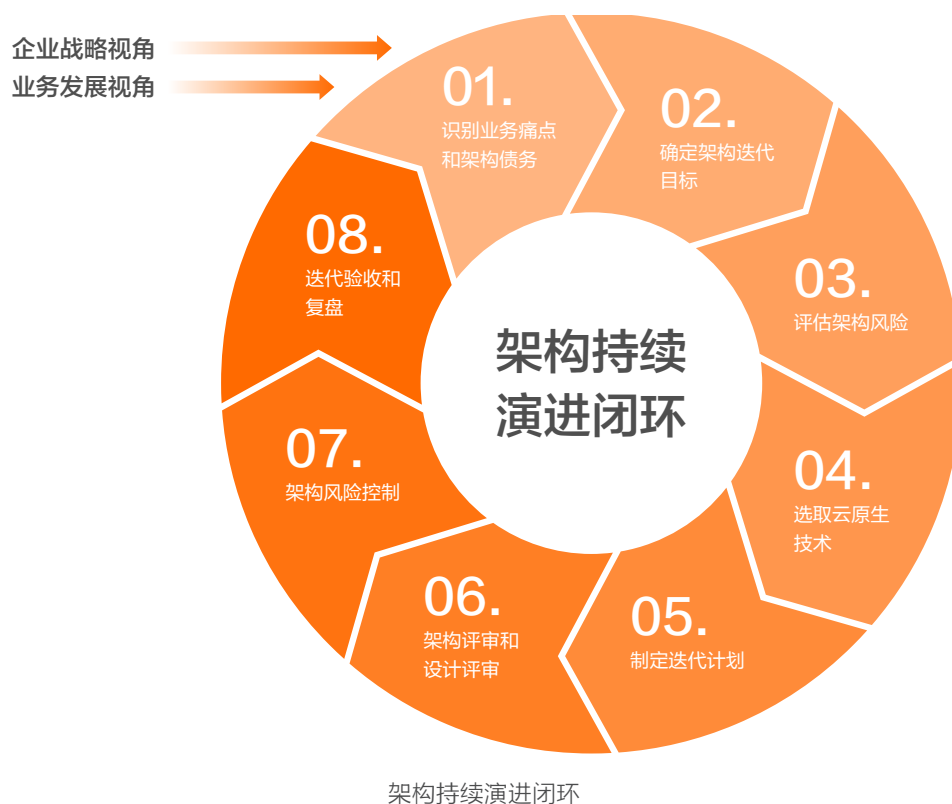 企业战略视角
业务发展视角
01.
识别业务痛点
和架构债务
02.
确定架构迭代
目标
03.
评估架构风险
04.
选取云原生
技术
05.
制定迭代计划
06.
架构评审和
设计评审
07.
架构风险控制
08.
迭代验收和
复盘
架构持续
演进闭环
架构持续演进闭环